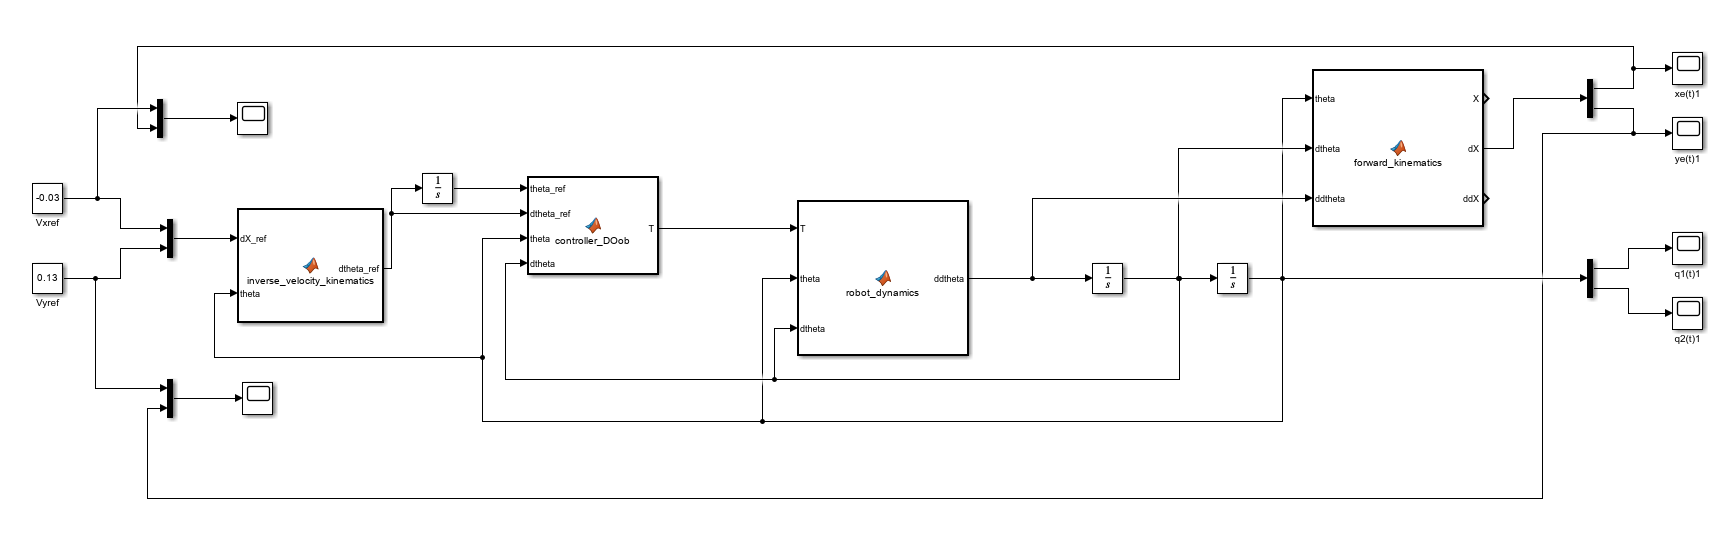 -0.03
Vxref
0.13
Vyref
dX_ref
dtheta_ref
inverse_velocity_kinematics
theta
1
s
theta_ref
dtheta_ref
theta
T
controller_DOob
dtheta
T
theta
ddtheta
robot_dynamics
dtheta
1
s
1
s
theta
X
dtheta
dX
forward_kinematics
ddtheta
ddX
xe(t)1
ye(t)1
q1(t)1
q2(t)1